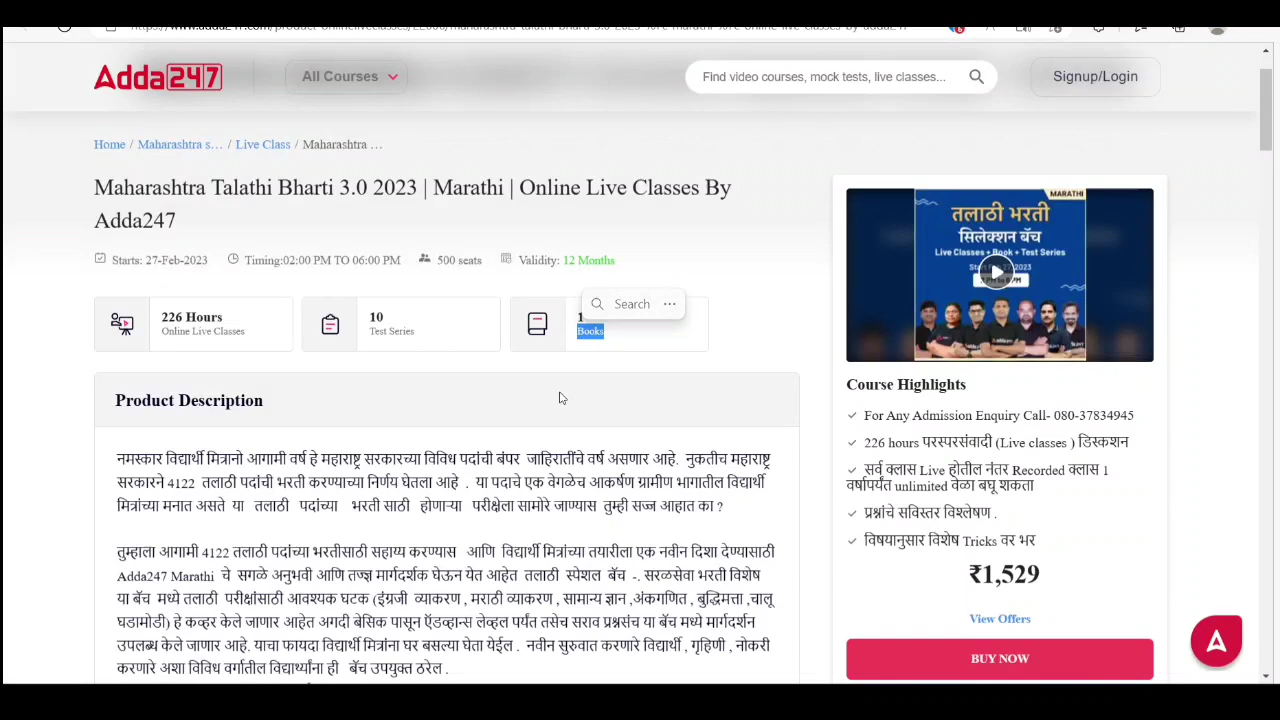 Adda247
All Courses
Find video courses, mock tests, live classes...
Signup/Login
Home / Maharashtra s... / Live Class / Maharashtra ...
Maharashtra Talathi Bharti 3.0 2023 | Marathi | Online Live Classes By
Adda247
Starts: 27-Feb-2023 Timing:02:00 PM TO 06:00 PM 500 seats Validity: 12 Months
226 Hours
Online Live Classes
10
Test Series
1
Books
Search ...
Product Description
नमस्कार विद्यार्थी मित्रानो आगामी वर्ष हे महाराष्ट्र सरकारच्या विविध पदांची बंपर जाहिरातींचे वर्ष असणार आहे. नुकतीच महाराष्ट्र
सरकारने 4122 तलाठी पदांची भरती करण्याच्या निर्णय घेतला आहे . या पदाचे एक वेगळेच आकर्षण ग्रामीण भागातील विद्यार्थी
मित्रांच्या मनात असते या तलाठी पदांच्या भरती साठी होणाऱ्या परीक्षेला सामोरे जाण्यास तुम्ही सज्ज आहात का ?
तुम्हाला आगामी 4122 तलाठी पदांच्या भरतीसाठी सहाय्य करण्यास आणि विद्यार्थी मित्रांच्या तयारीला एक नवीन दिशा देण्यासाठी
Adda247 Marathi चे सगळे अनुभवी आणि तज्ज्ञ मार्गदर्शक घेऊन येत आहेत तलाठी स्पेशल बॅच -. सरळसेवा भरती विशेष
या बॅच मध्ये तलाठी परीक्षांसाठी आवश्यक घटक (इंग्रजी व्याकरण , मराठी व्याकरण , सामान्य ज्ञान ,अंकगणित , बुद्धिमत्ता ,चालू
घडामोडी) हे कव्हर केले जाणार आहेत.अगदी बेसिक पासून ऍडव्हान्स लेव्हल पर्यंत तसेच सराव प्रश्नसंच या बॅच मध्ये मार्गदर्शन
उपलब्ध केले जाणार आहे. याचा फायदा विद्यार्थी मित्रांना घर बसल्या घेता येईल . नवीन सुरुवात करणारे विद्यार्थी , गृहिणी , नोकरी
करणारे अशा विविध वर्गातील विद्यार्थ्यांना ही बॅच उपयुक्त ठरेल .
MARATHI
तलाठी भरती
सिलेक्शन बॅच
Live Classes + Book + Test Series
Course Highlights
For Any Admission Enquiry Call- 080-37834945
226 hours परस्परसंवादी (Live classes ) डिस्कशन
सर्व क्लास Live होतील नंतर Recorded क्लास 1
वर्षापर्यंत unlimited वेळा बघू शकता
प्रश्नांचे सविस्तर विश्लेषण .
विषयानुसार विशेष Tricks वर भर
₹1,529
View Offers
BUY NOW